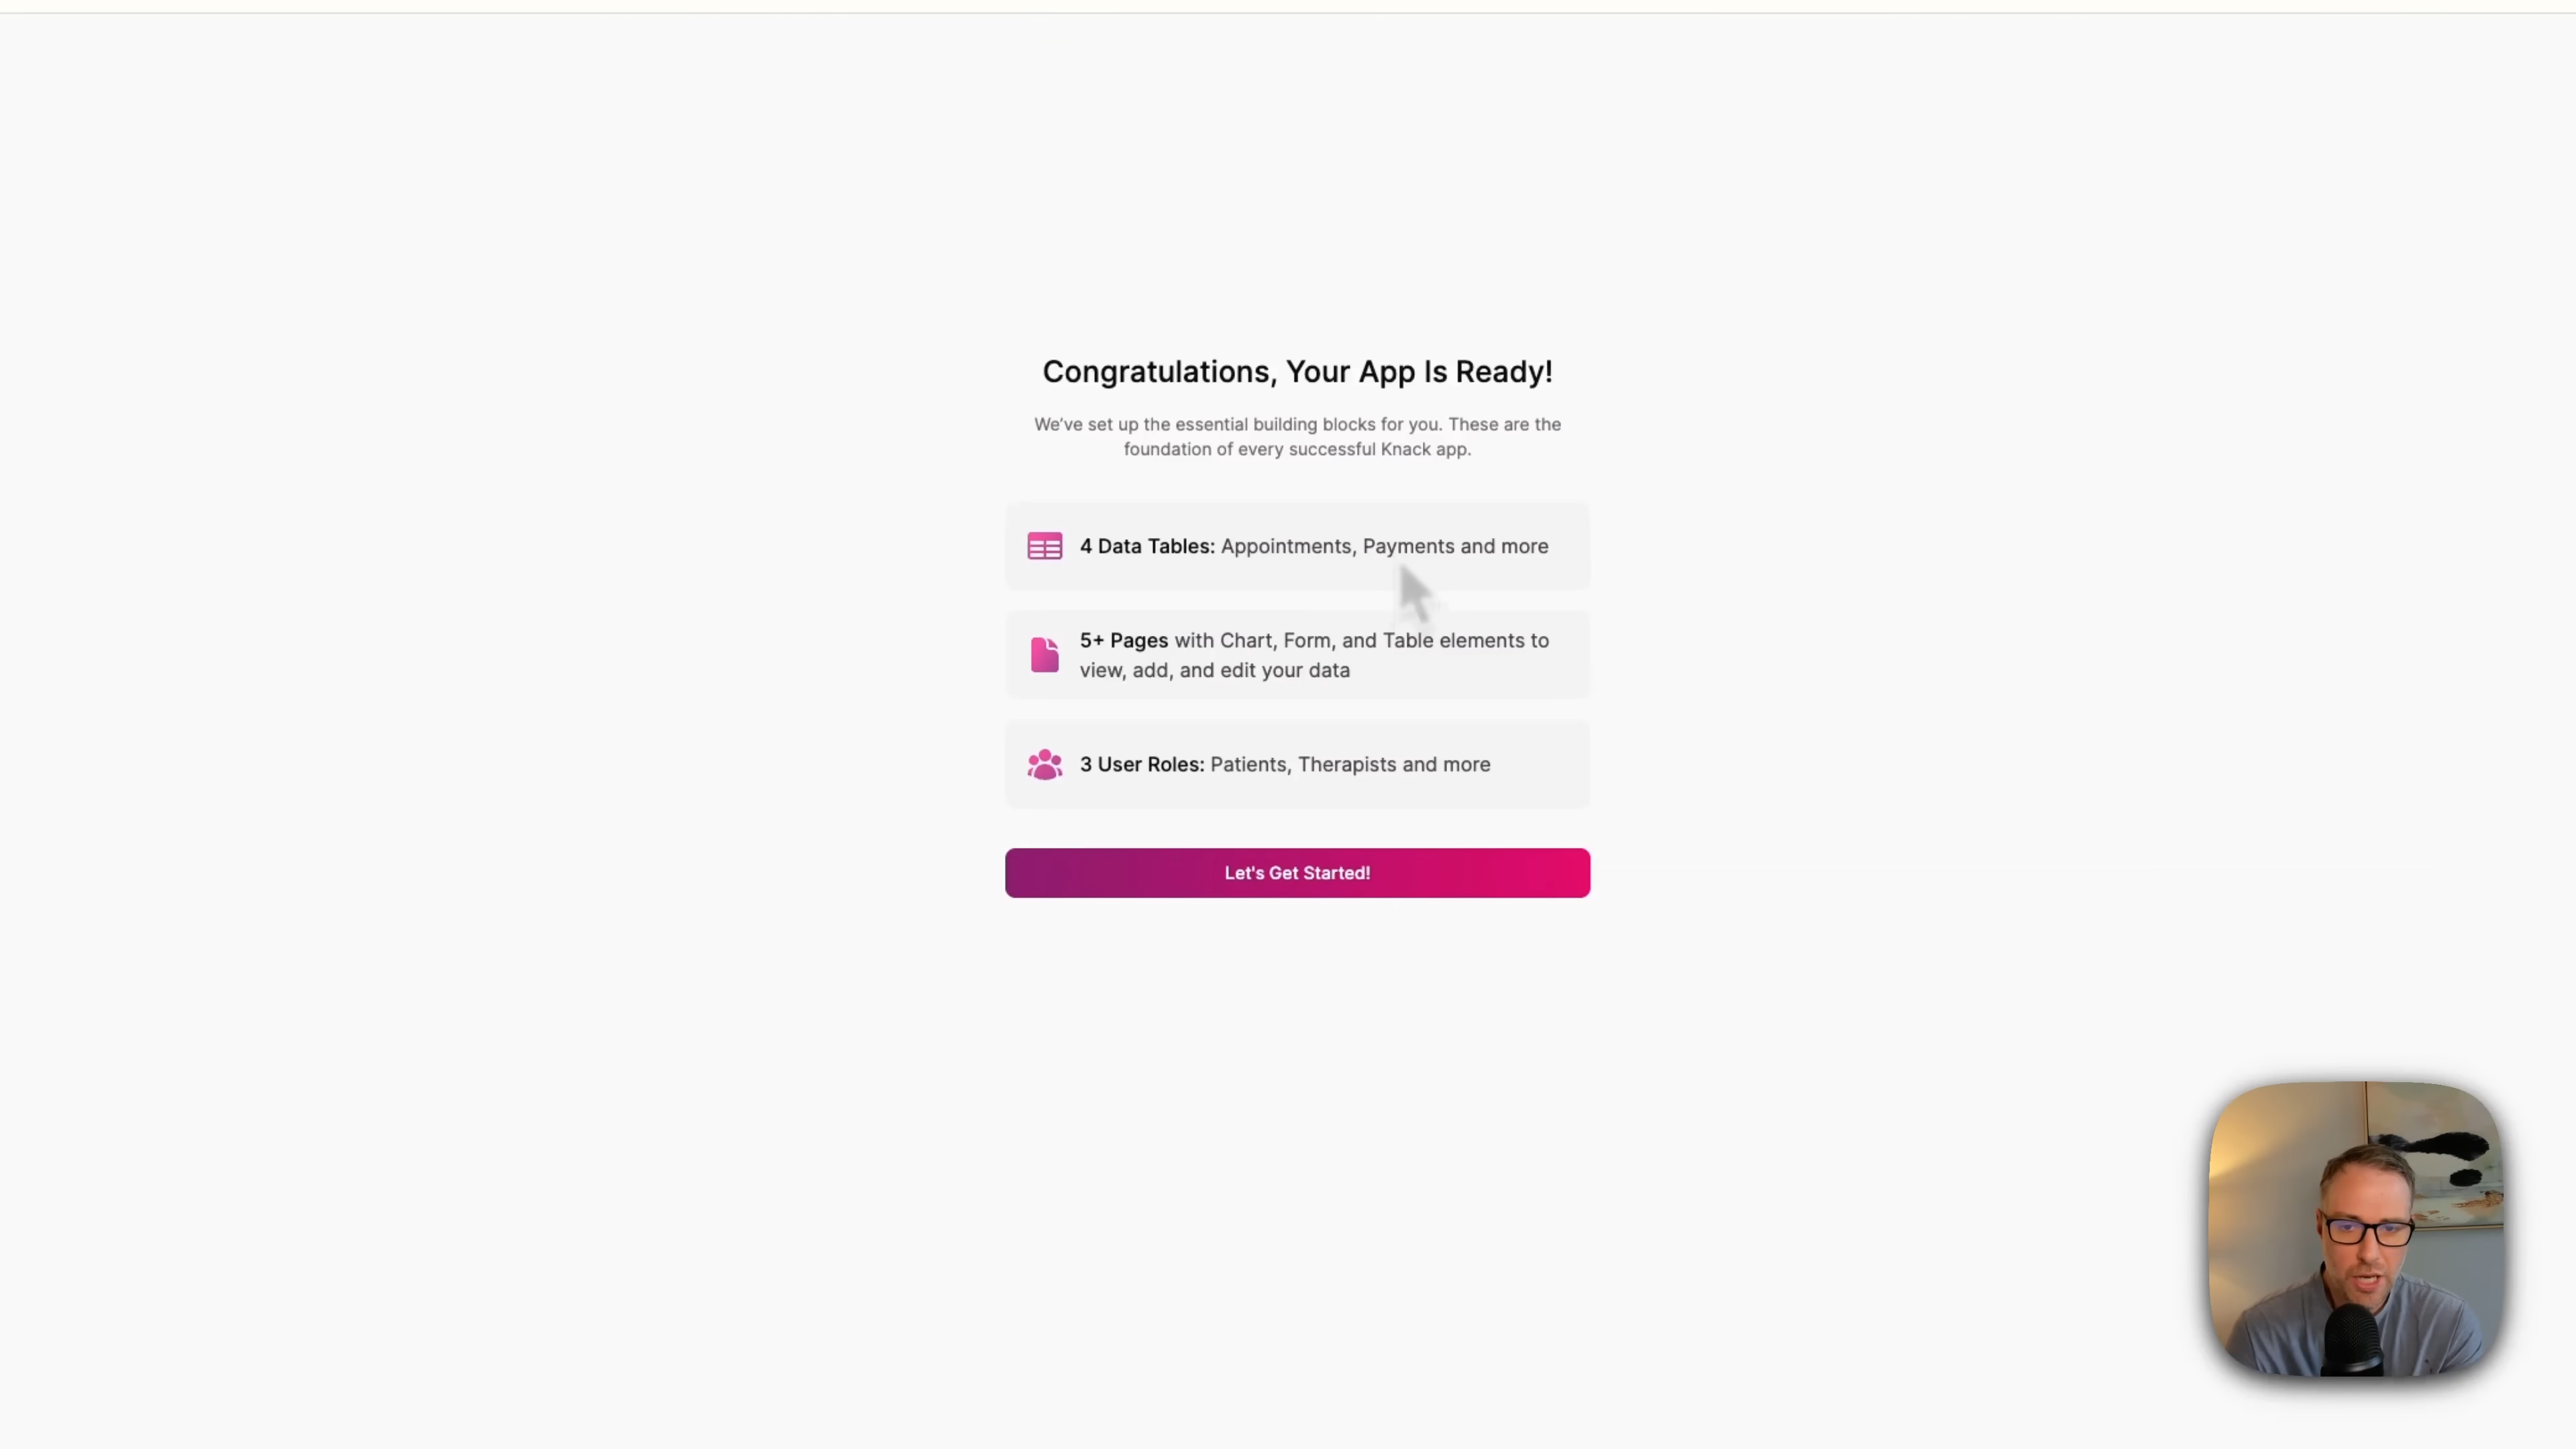 Congratulations, Your App Is Ready!
We've set up the essential building blocks for you. These are the
foundation of every successful Knack app.
4 Data Tables: Appointments, Payments and more
5+ Pages with Chart, Form, and Table elements to
view, add, and edit your data
3 User Roles: Patients, Therapists and more
Let's Get Started!